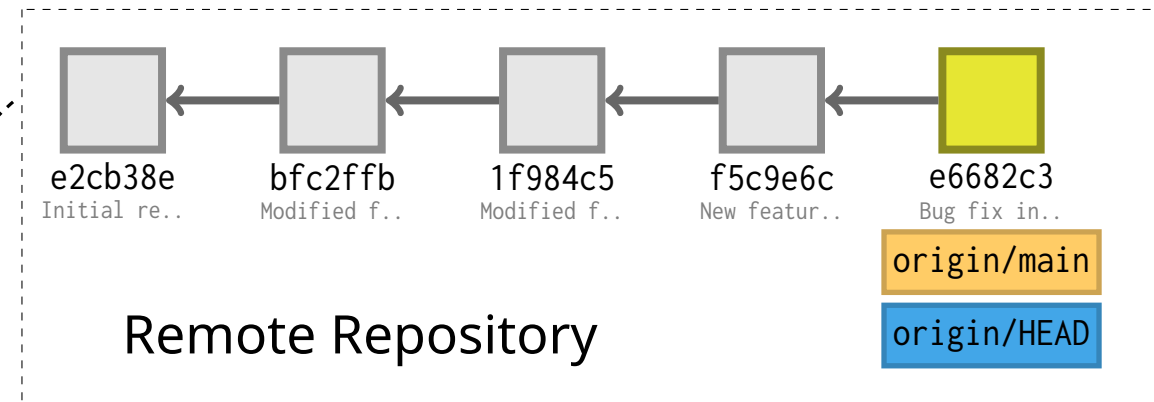 e2cb38e bfc2ffb 1f984c5 f5c9e6c e6682c3
Initial re.. Modified f.. Modified f.. New featur.. Bug fix in..
origin/main
Remote Repository
origin/HEAD